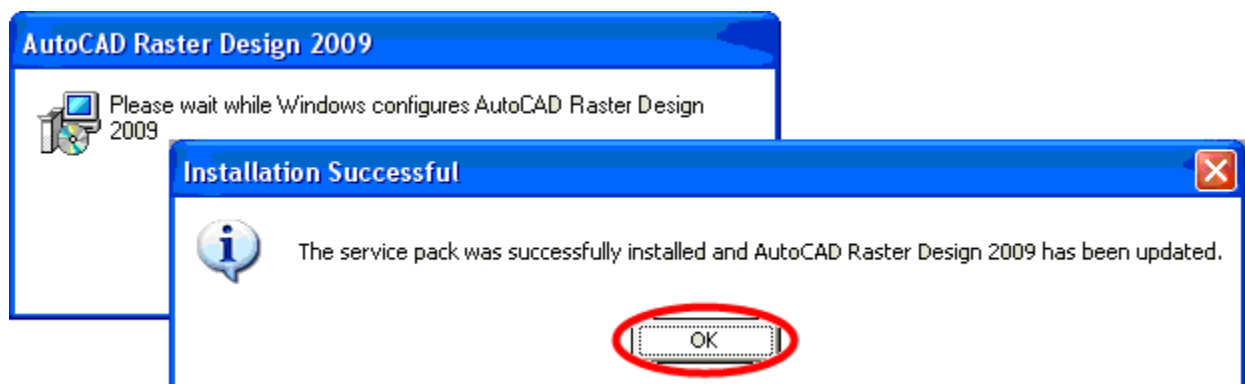 AutoCAD Raster Design 2009
Please wait while Windows configures AutoCAD Raster Design
2009
Installation Successful
The service pack was successfully installed and AutoCAD Raster Design 2009 has been updated.
OK